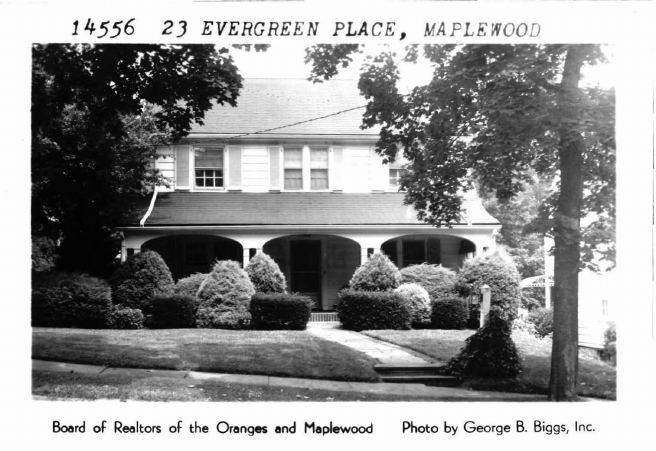 14556 23 EVERGREEN PLACE, MAPLEWOOD
Board of Realtors of the Oranges and Maplewood Photo by George B. Biggs, Inc.